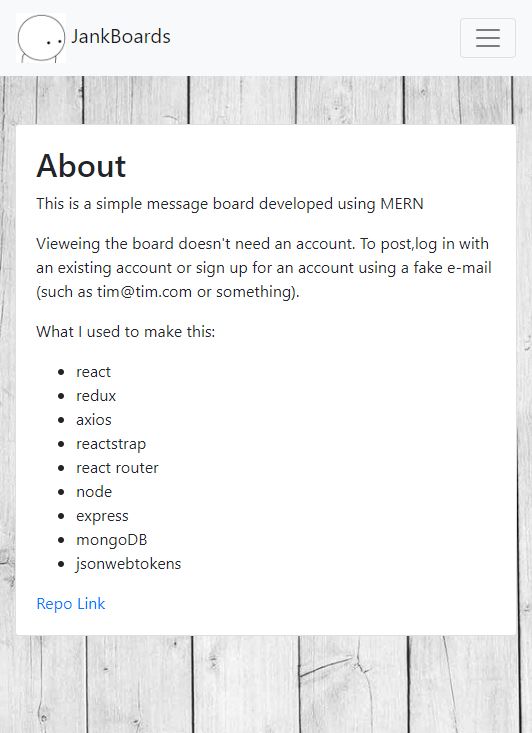 JankBoards
About
This is a simple message board developed using MERN
Vieweing the board doesn't need an account. To post,log in with
an existing account or sign up for an account using a fake e-mail
(such as tim@tim.com or something).
What I used to make this:
react
redux
axios
reactstrap
react router
node
express
mongoDB
jsonwebtokens
Repo Link